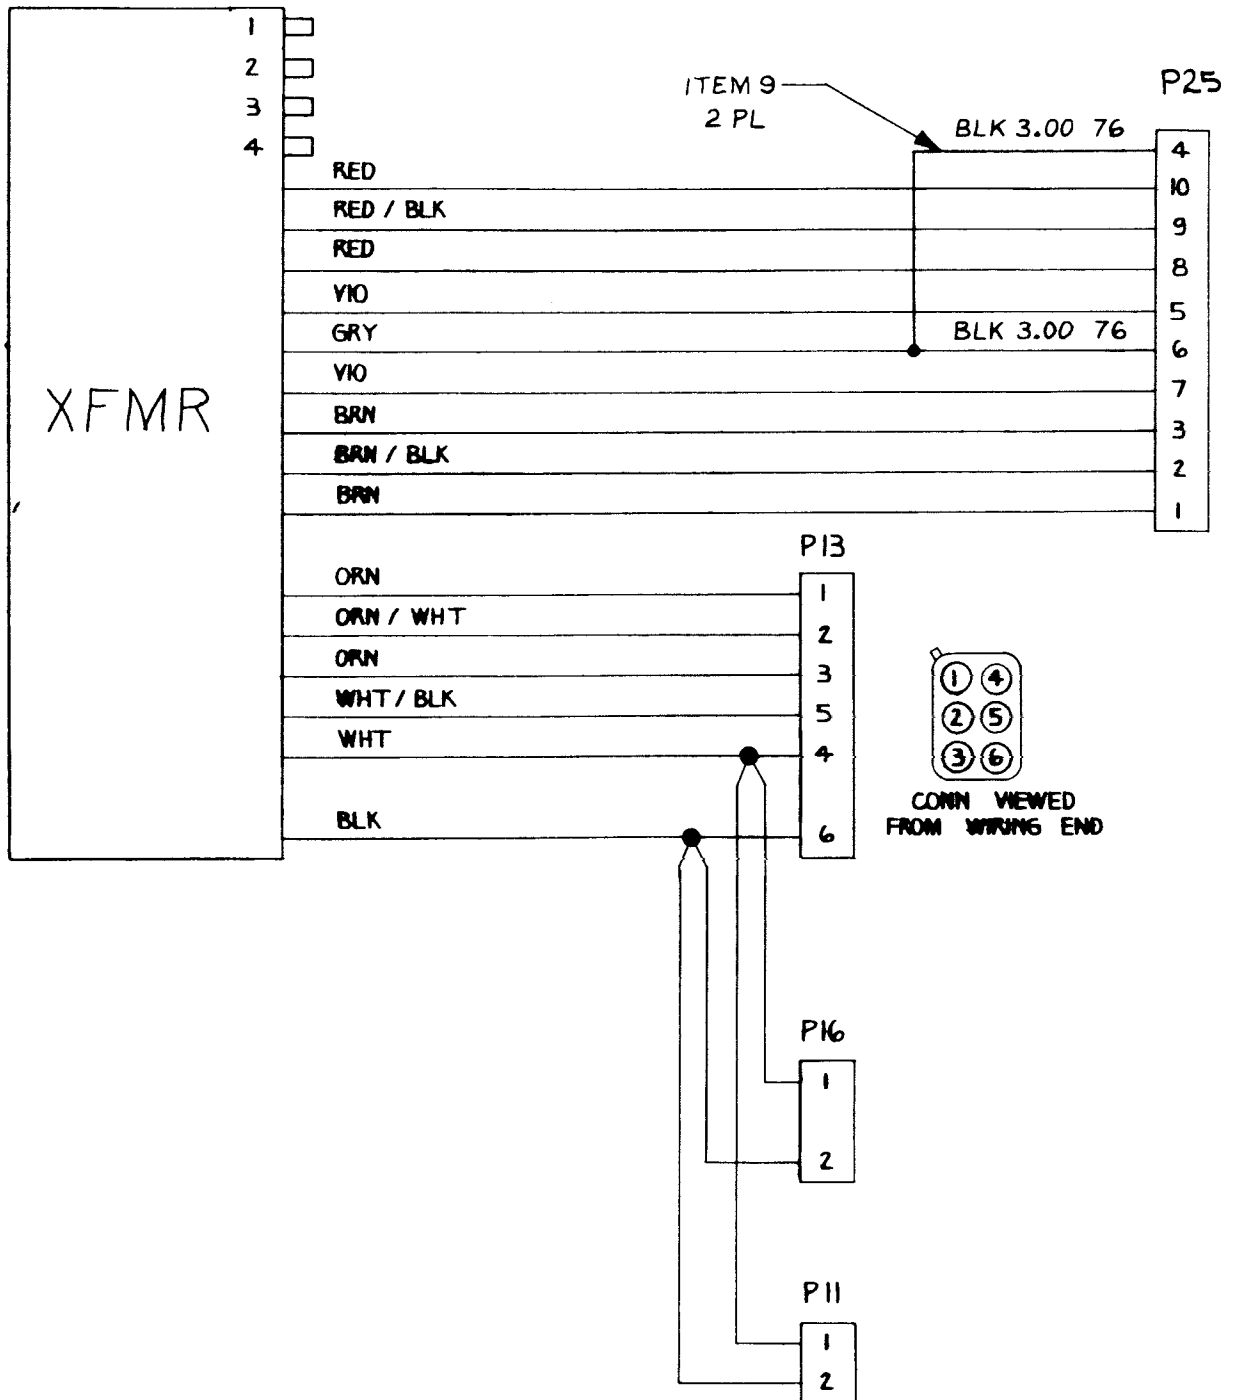 1
2
3
4
XFMR
ITEM 9
2 PL
P25
BLK 3.00 76
4
RED
10
RED / BLK
9
RED
8
VIO
5
GRY
BLK 3.00 76
6
VIO
7
BRN
3
BRN / BLK
2
BRN
1
P13
ORN
1
ORN / WHT
2
ORN
3
WHT / BLK
5
WHT
4
BLK
6
1 4
2 5
3 6
CONN VIEWED
FROM WIRING END
P16
1
2
P11
1
2